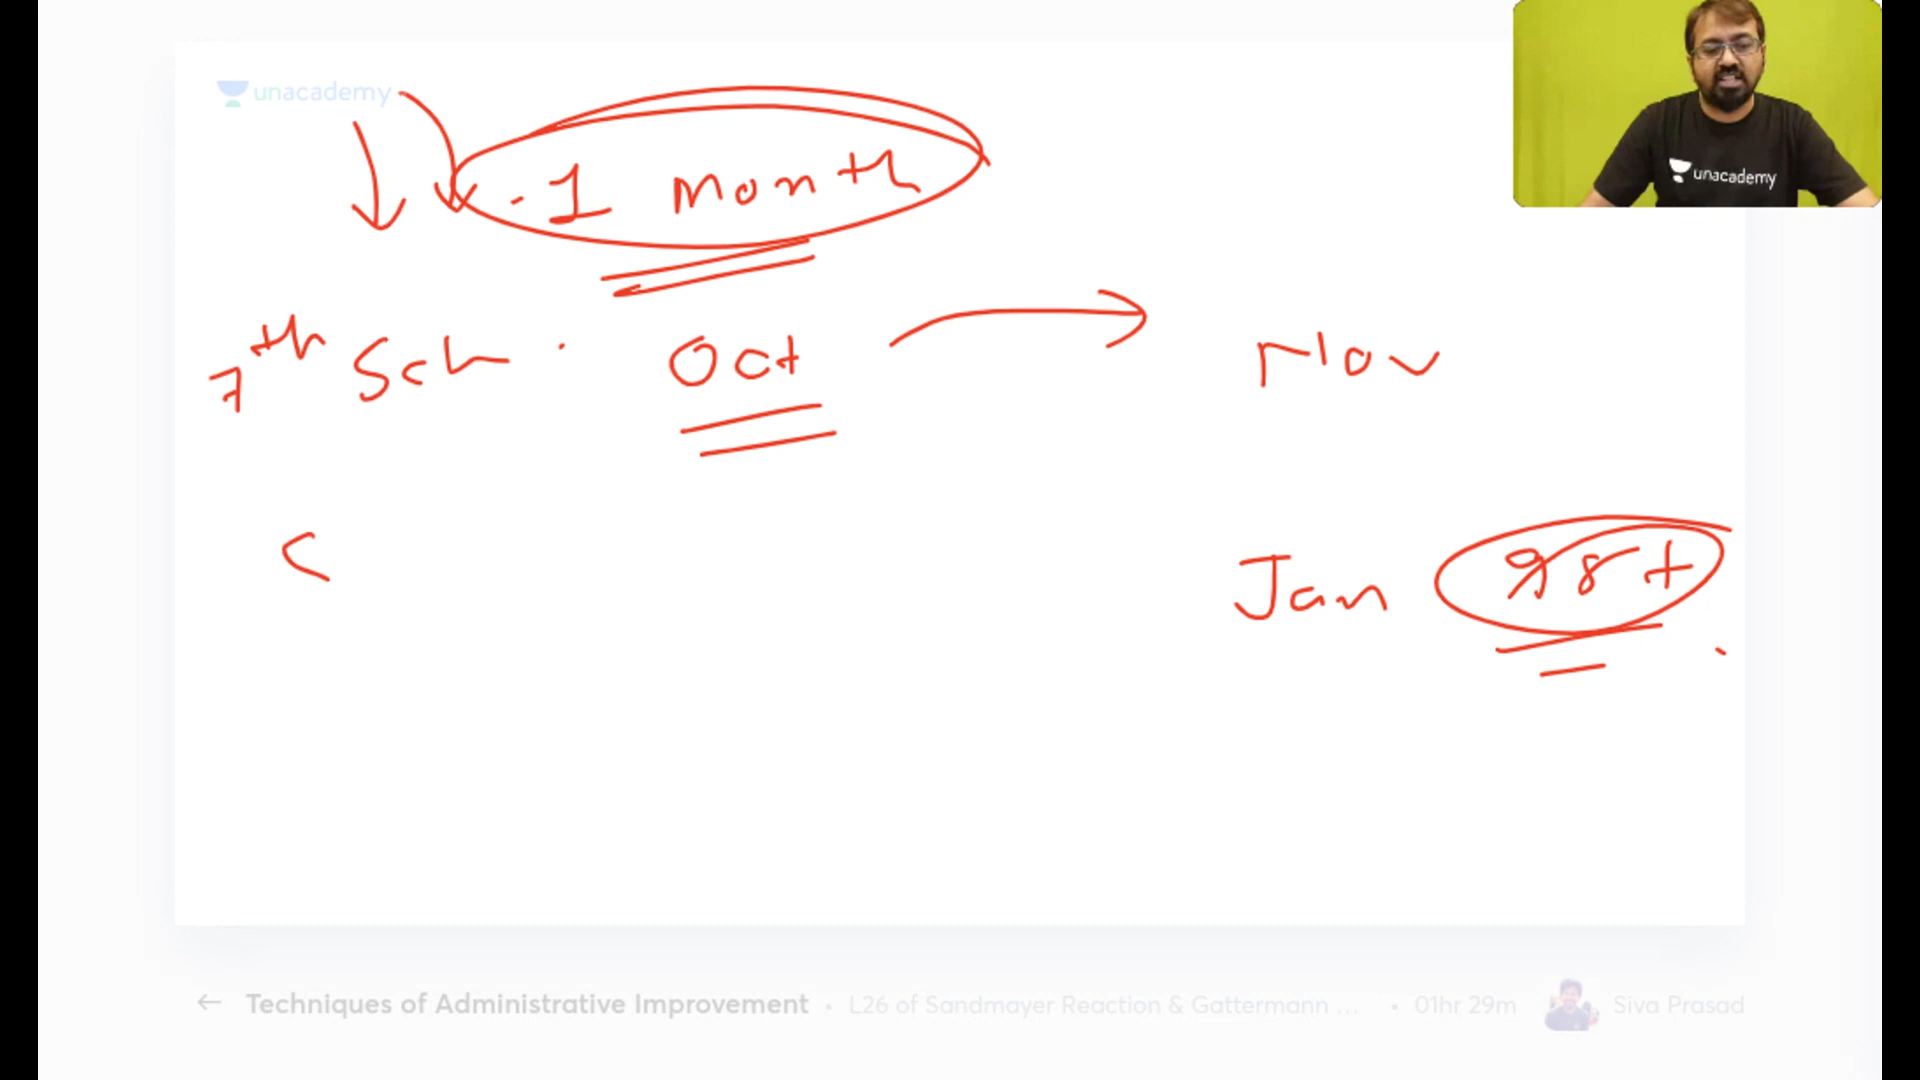 unacademy
unacademy
.1 month
7th Sch. Oct → Nov
Jan
← Techniques of Administrative Improvement • L26 of Sandmayer Reaction & Gattermann ... • 01hr 29m Siva Prasad